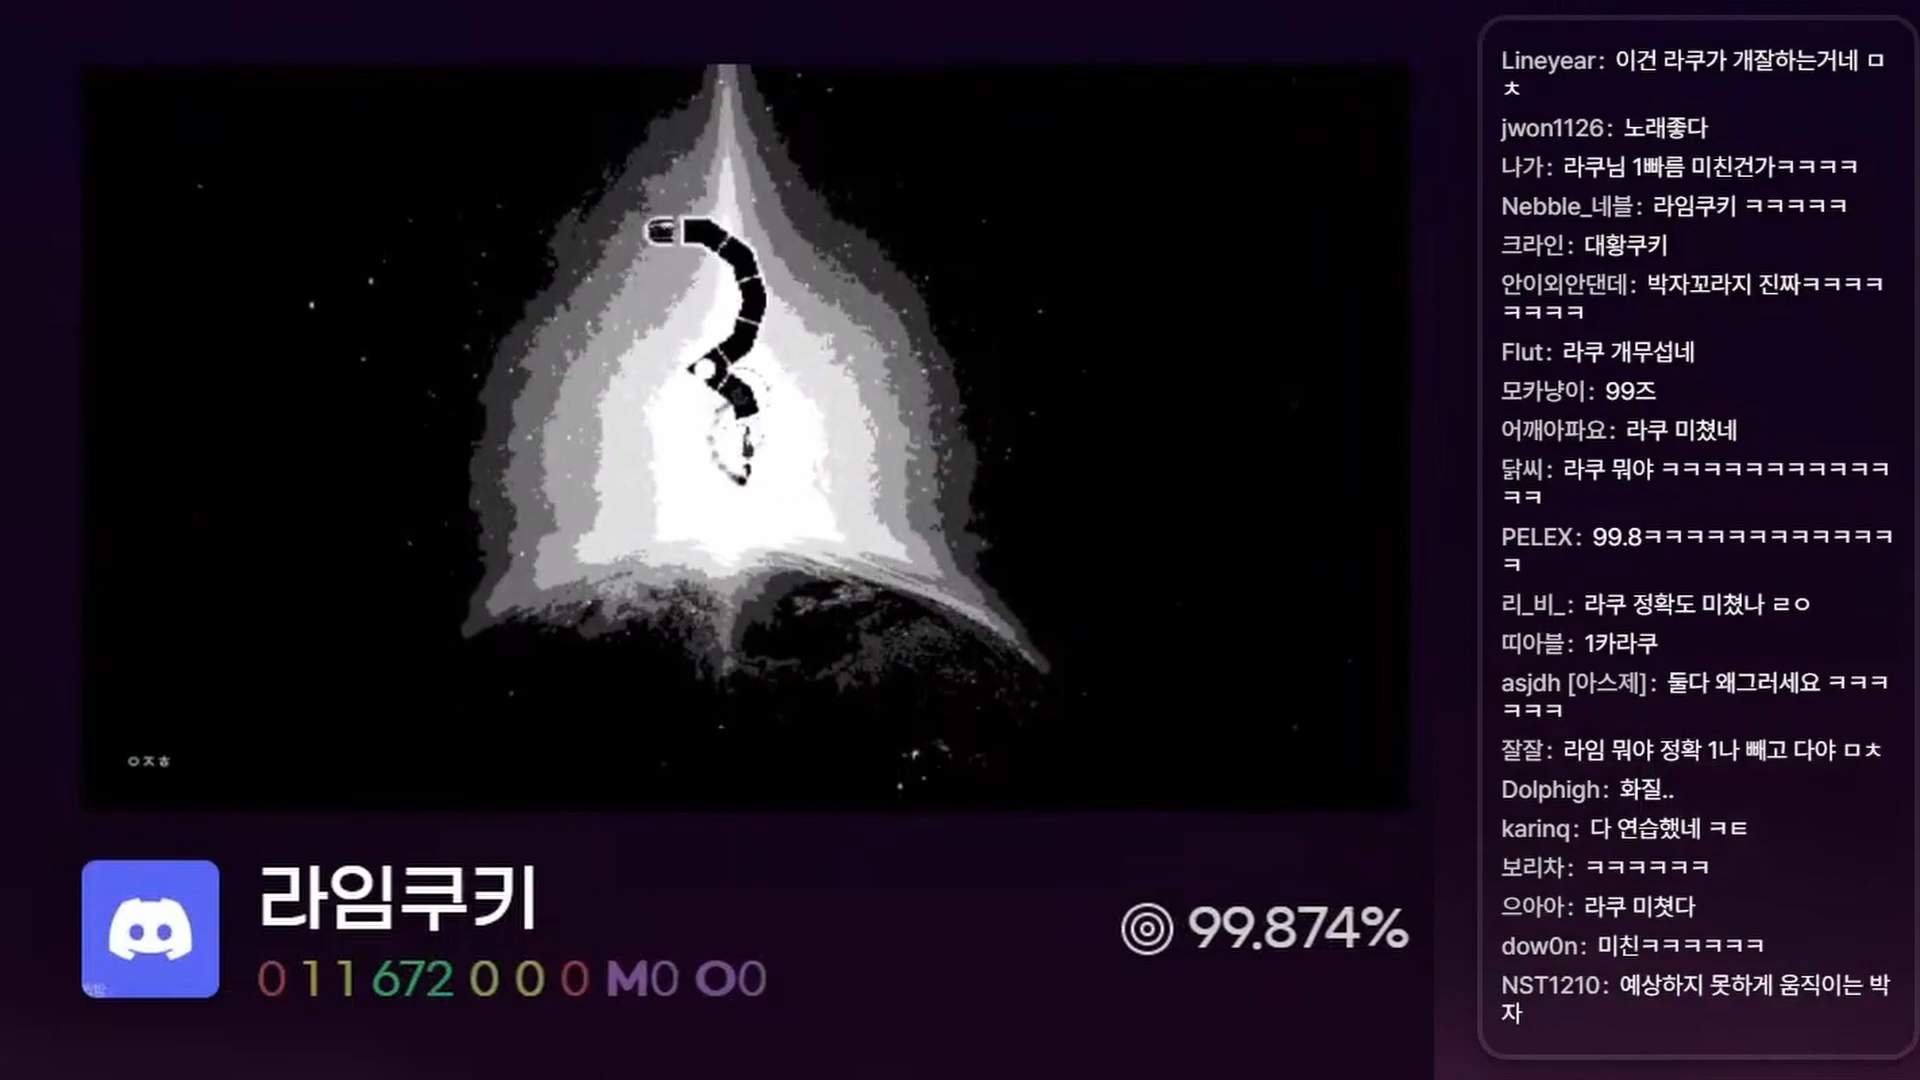 ㅇㅈㅎ
라임쿠키
0 1 1 672 0 0 0 M0 O0
99.874%
Lineyear: 이건 라쿠가 개잘하는거네 ㅁ
ㅊ
jwon1126: 노래좋다
나가: 라쿠님 1빠름 미친건가ㅋㅋㅋㅋ
Nebble_네블: 라임쿠키 ㅋㅋㅋㅋㅋ
크라인: 대황쿠키
안이외안댄데: 박자꼬라지 진짜ㅋㅋㅋㅋ
ㅋㅋㅋㅋ
Flut: 라쿠 개무섭네
모카냥이: 99즈
어깨아파요: 라쿠 미쳤네
닭씨: 라쿠 뭐야 ㅋㅋㅋㅋㅋㅋㅋㅋㅋㅋㅋ
ㅋㅋ
PELEX: 99.8ㅋㅋㅋㅋㅋㅋㅋㅋㅋㅋㅋㅋ
ㅋ
리_비_: 라쿠 정확도 미쳤나 ㄹㅇ
띠아블: 1카라쿠
asjdh [아스제]: 둘다 왜그러세요 ㅋㅋㅋ
ㅋㅋㅋ
잘잘: 라임 뭐야 정확 1나 빼고 다야 ㅁㅊ
Dolphigh: 화질..
karinq: 다 연습했네 ㅋㅌ
보리차: ㅋㅋㅋㅋㅋㅋ
으아아: 라쿠 미쳣다
dow0n: 미친ㅋㅋㅋㅋㅋㅋ
NST1210: 예상하지 못하게 움직이는 박
자